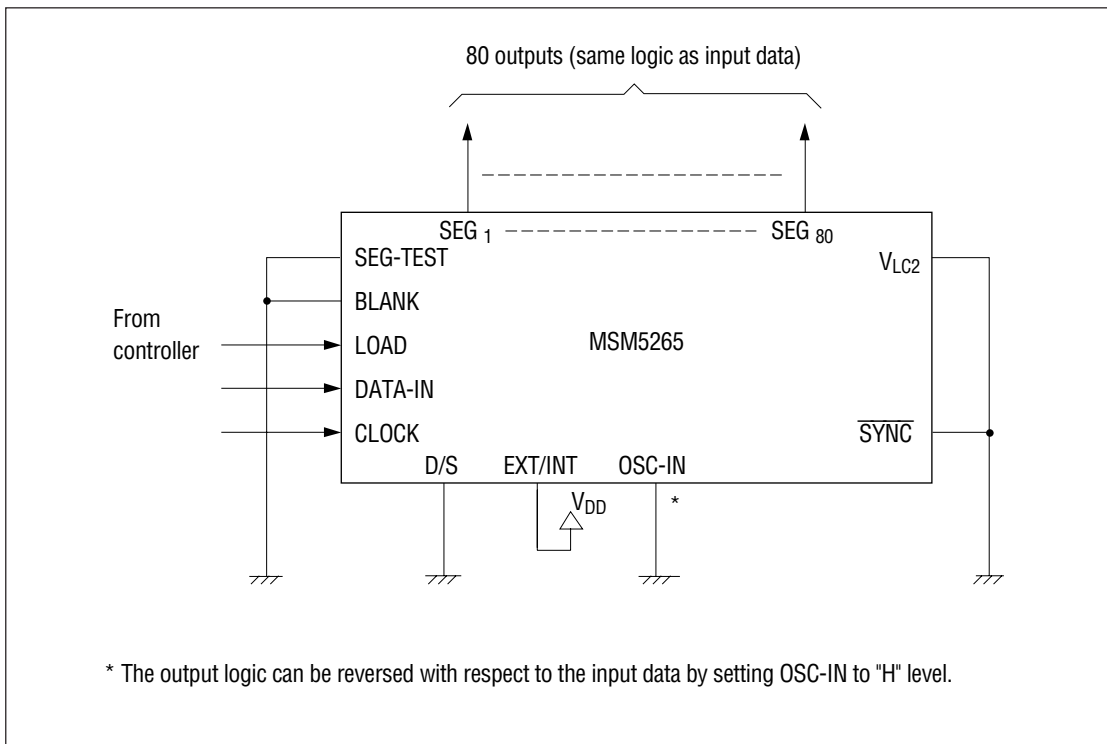 80 outputs (same logic as input data)
SEG 1
SEG 80
SEG-TEST
VLC2
BLANK
From
controller
LOAD
MSM5265
DATA-IN
CLOCK
SYNC
D/S
EXT/INT
OSC-IN
VDD
*
* The output logic can be reversed with respect to the input data by setting OSC-IN to "H" level.